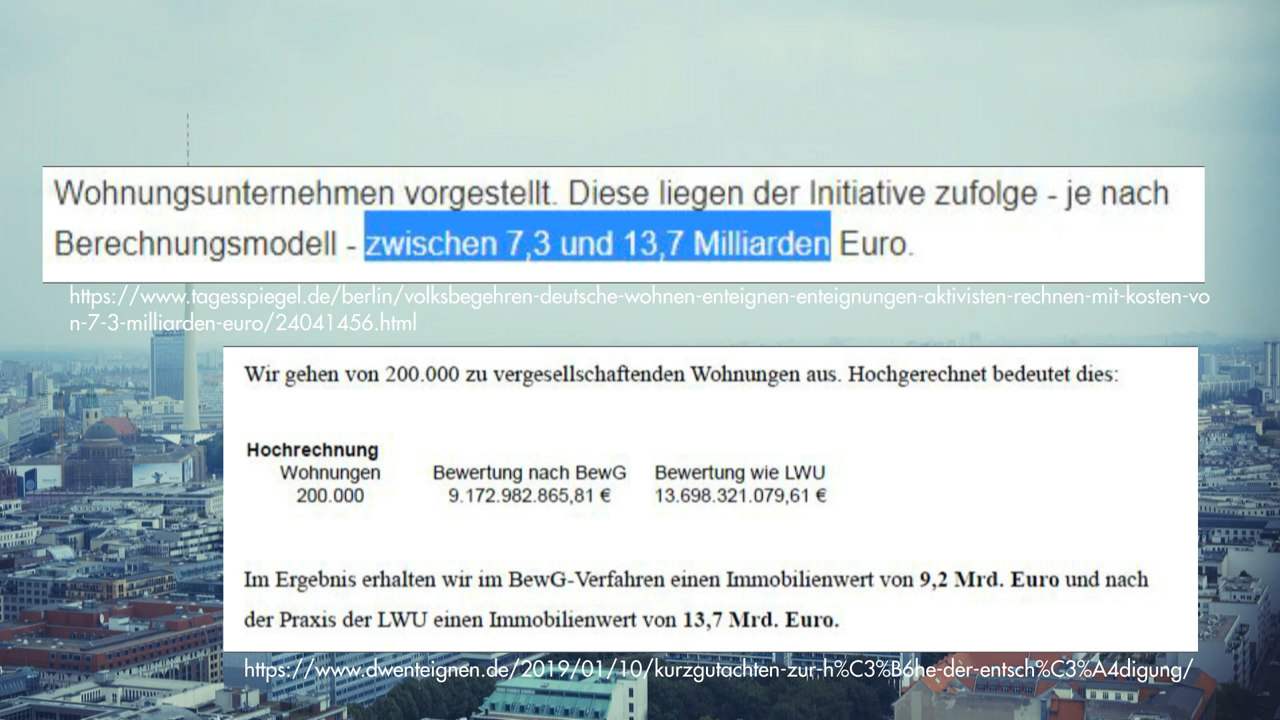 Wohnungsunternehmen vorgestellt. Diese liegen der Initiative zufolge - je nach
Berechnungsmodell - zwischen 7,3 und 13,7 Milliarden Euro.
https://www.tagesspiegel.de/berlin/volksbegehren-deutsche-wohnen-enteignen-enteignungen-aktivisten-rechnen-mit-kosten-vo
n-7-3-milliarden-euro/24041456.html
Wir gehen von 200.000 zu vergesellschaftenden Wohnungen aus. Hochgerechnet bedeutet dies:
Hochrechnung
Wohnungen Bewertung nach BewG Bewertung wie LWU
200.000 9.172.982.865,81 € 13.698.321.079,61 €
Im Ergebnis erhalten wir im BewG-Verfahren einen Immobilienwert von 9,2 Mrd. Euro und nach
der Praxis der LWU einen Immobilienwert von 13,7 Mrd. Euro.
https://www.dwenteignen.de/2019/01/10/kurzgutachten-zur-h%C3%B6he-der-entsch%C3%A4digung/